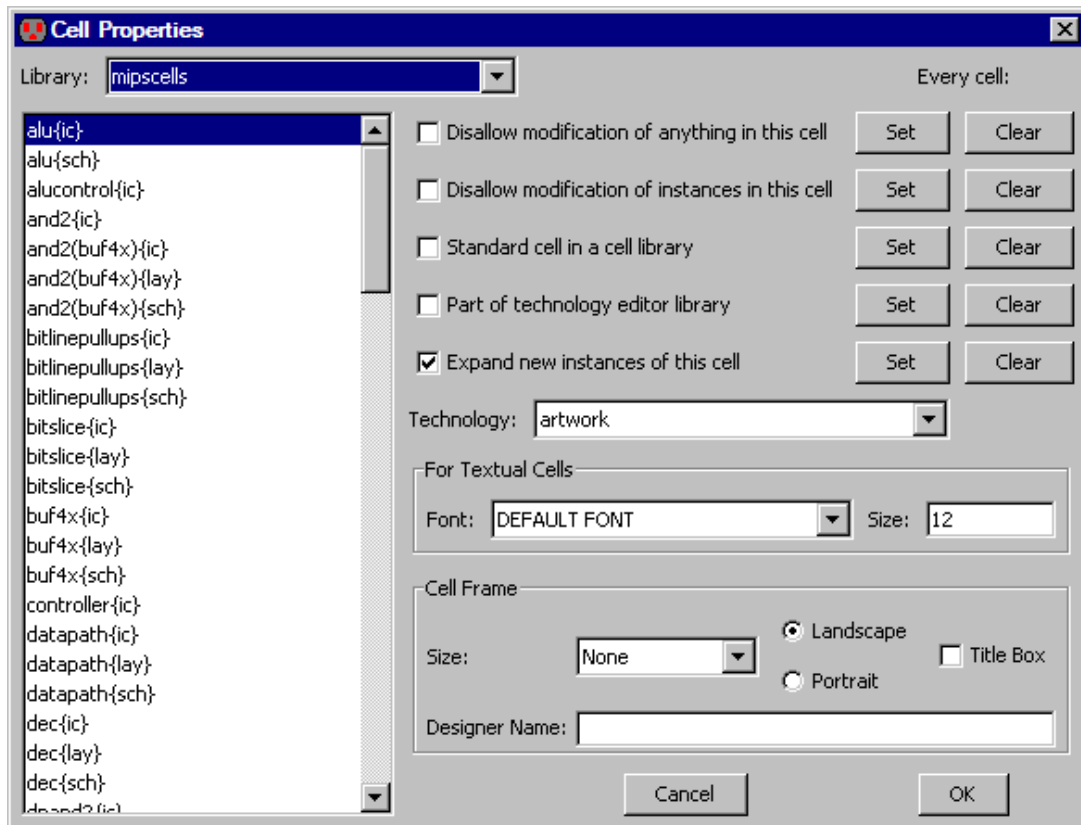 Cell Properties
Library: mipscells
Every cell:
alu{ic}
alu{sch}
alucontrol{ic}
and2{ic}
and2(buf4x){ic}
and2(buf4x){lay}
and2(buf4x){sch}
bitlinepullups{ic}
bitlinepullups{lay}
bitlinepullups{sch}
bitslice{ic}
bitslice{lay}
bitslice{sch}
buf4x{ic}
buf4x{lay}
buf4x{sch}
controller{ic}
datapath{ic}
datapath{lay}
datapath{sch}
dec{ic}
dec{lay}
dec{sch}
dpand2{ic}
Disallow modification of anything in this cell Set Clear
Disallow modification of instances in this cell Set Clear
Standard cell in a cell library Set Clear
Part of technology editor library Set Clear
Expand new instances of this cell Set Clear
Technology: artwork
For Textual Cells
Font: DEFAULT FONT Size: 12
Cell Frame
Size: None
Landscape
Portrait
Title Box
Designer Name:
Cancel OK